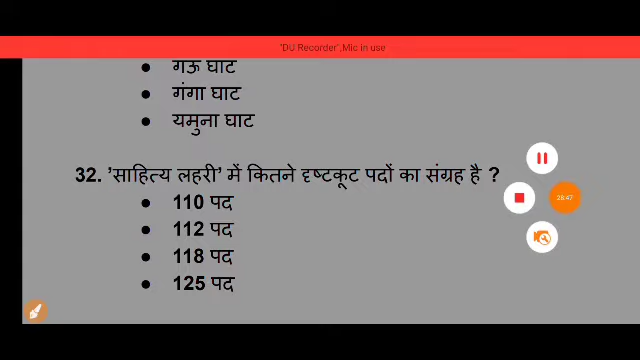 "DU Recorder",Mic in use
गऊ घाट
गंगा घाट
यमुना घाट
32. 'साहित्य लहरी' में कितने दृष्टकूट पदों का संग्रह है ?
110 पद
112 पद
118 पद
125 पद
28:47